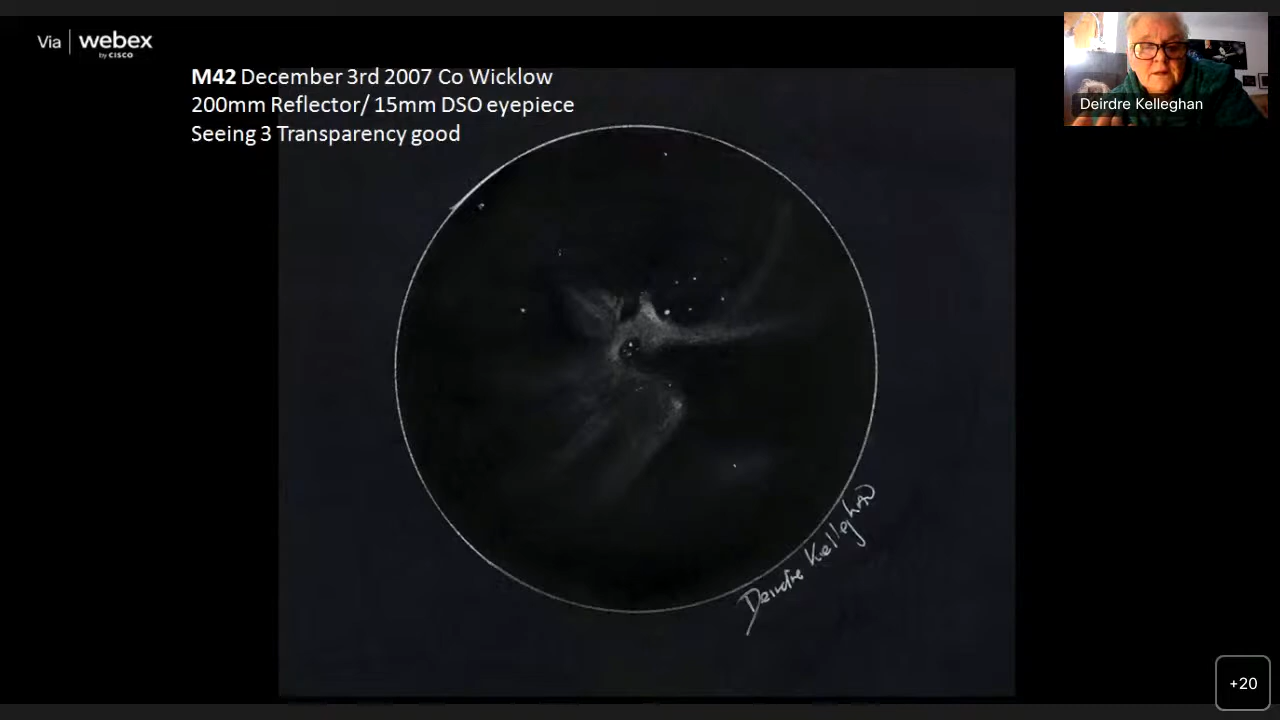 Via webex
by CISCO
M42 December 3rd 2007 Co Wicklow
200mm Reflector/ 15mm DSO eyepiece
Seeing 3 Transparency good
Deirdre Kelleghan
Deirdre Kelleghan
+20